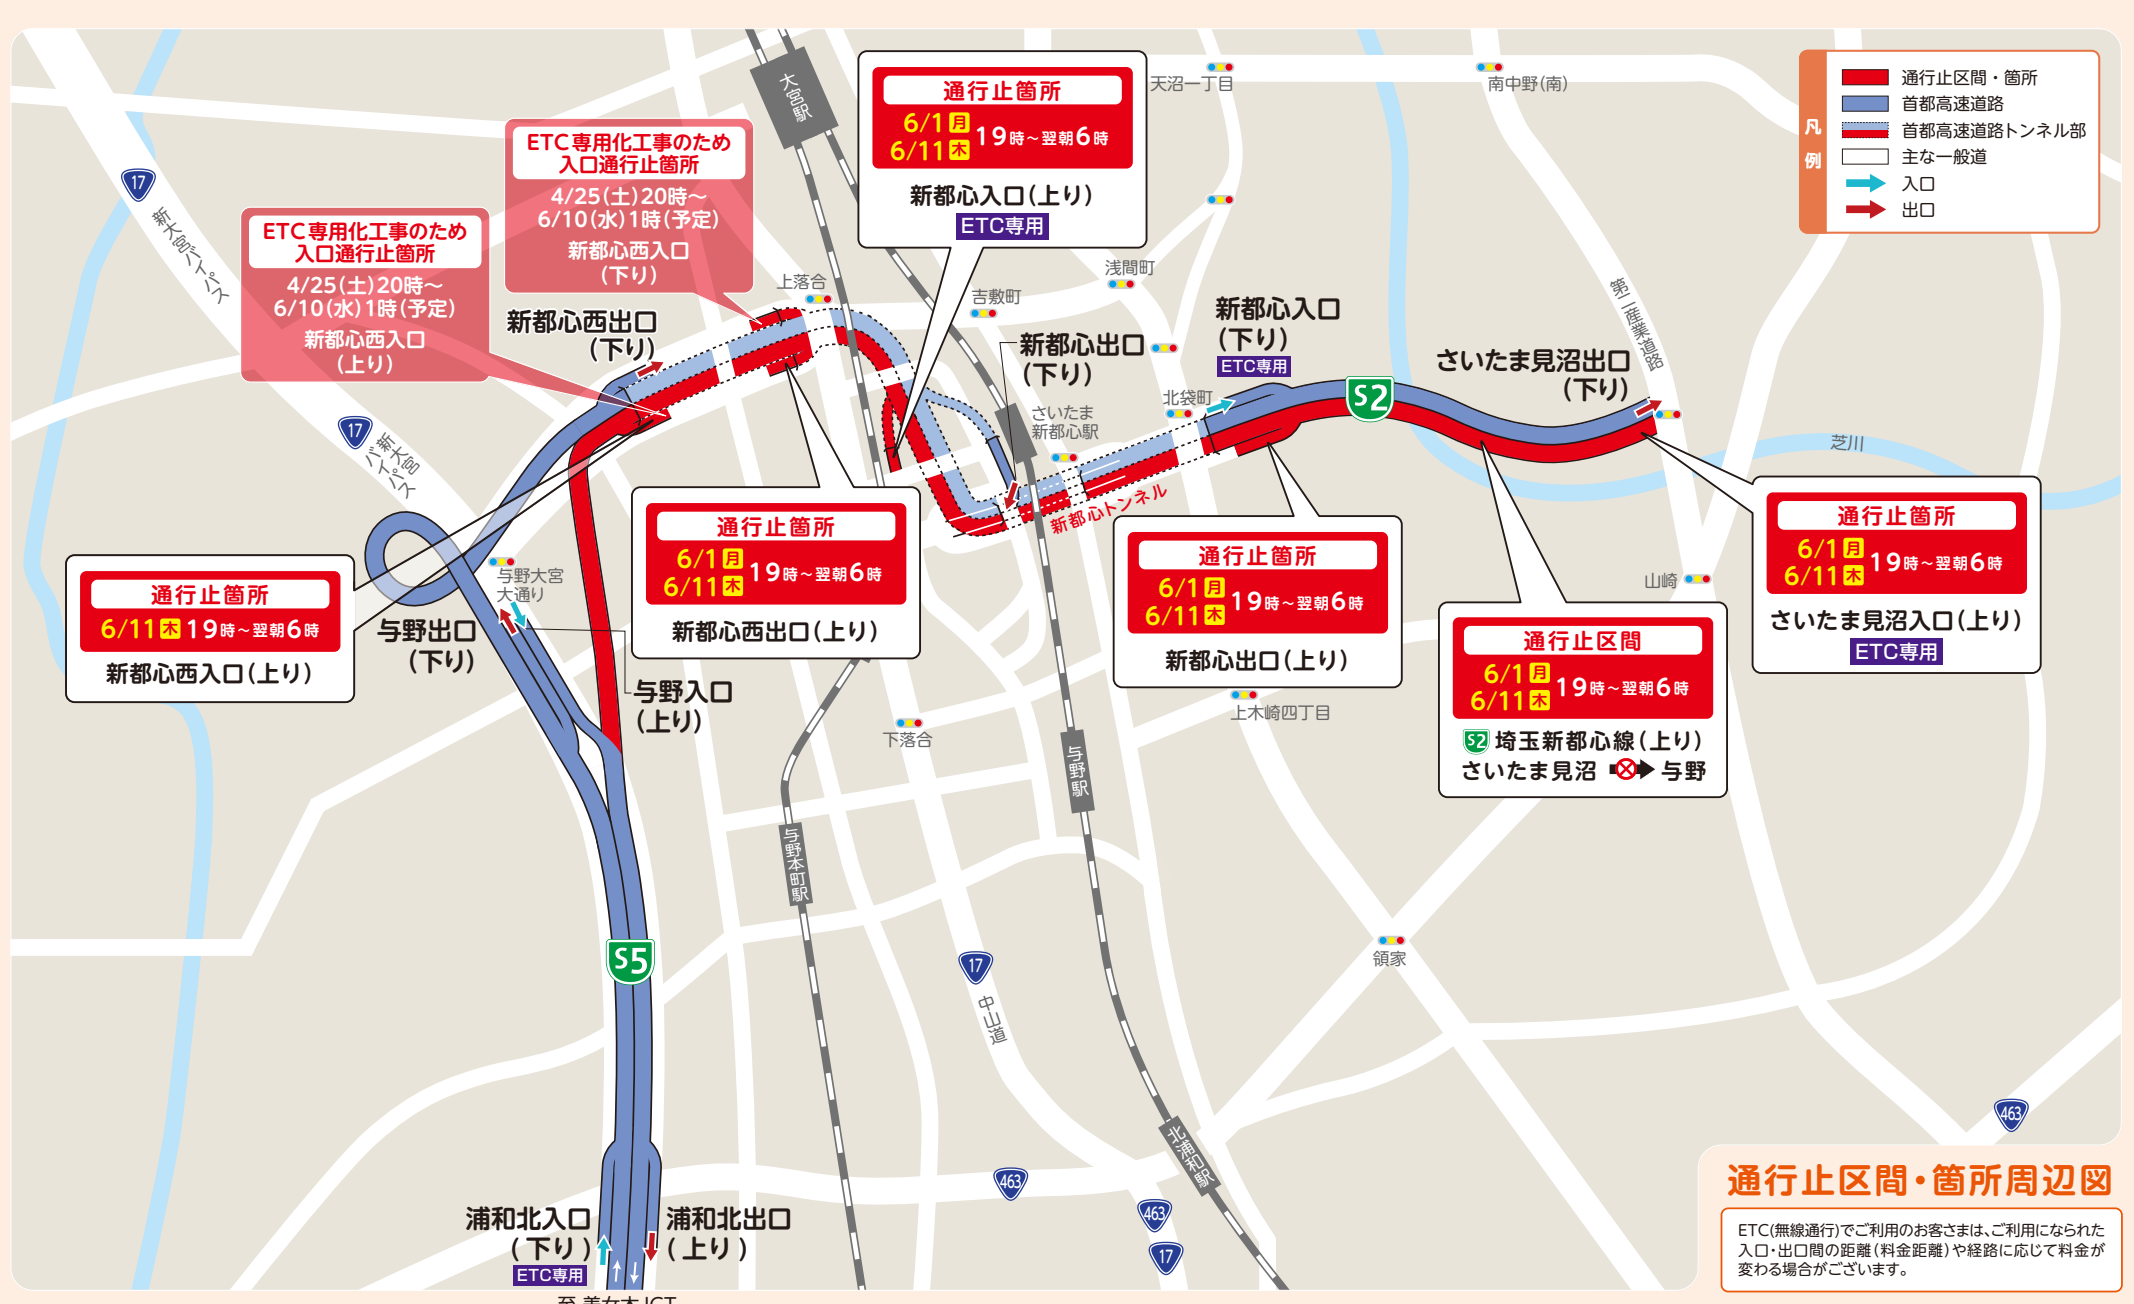 通行止箇所
6/1月
6/11木
19時～翌朝6時
新都心入口(上り)
ETC専用
天沼一丁目
南中野(南)
凡例
通行止区間・箇所
首都高速道路
首都高速道路トンネル部
主な一般道
入口
出口
大宮駅
ETC専用化工事のため
入口通行止箇所
4/25(土)20時～
6/10(水)1時(予定)
新都心西入口
(下り)
17
新大宮バイパス
ETC専用化工事のため
入口通行止箇所
4/25(土)20時～
6/10(水)1時(予定)
新都心西入口
(上り)
新都心西出口
(下り)
上落合
吉敷町
浅間町
新都心入口
(下り)
ETC専用
新都心出口
(下り)
第二産業道路
さいたま見沼出口
(下り)
S2
北袋町
さいたま
新都心駅
芝川
17
新大宮
バイパス
新都心トンネル
通行止箇所
6/11木19時～翌朝6時
新都心西入口(上り)
与野大宮
大通り
与野出口
(下り)
与野入口
(上り)
通行止箇所
6/1月
6/11木
19時～翌朝6時
新都心西出口(上り)
通行止箇所
6/1月
6/11木
19時～翌朝6時
新都心出口(上り)
通行止区間
6/1月
6/11木
19時～翌朝6時
S2埼玉新都心線(上り)
さいたま見沼 与野
通行止箇所
6/1月
6/11木
19時～翌朝6時
さいたま見沼入口(上り)
ETC専用
山崎
上木崎四丁目
下落合
与野駅
与野本町駅
S5
17
中山道
領家
463
北浦和駅
463
463
17
浦和北入口
(下り)
ETC専用
浦和北出口
(上り)
至 美女木JCT
通行止区間・箇所周辺図
ETC(無線通行)でご利用のお客さまは、ご利用になられた
入口・出口間の距離(料金距離)や経路に応じて料金が
変わる場合がございます。